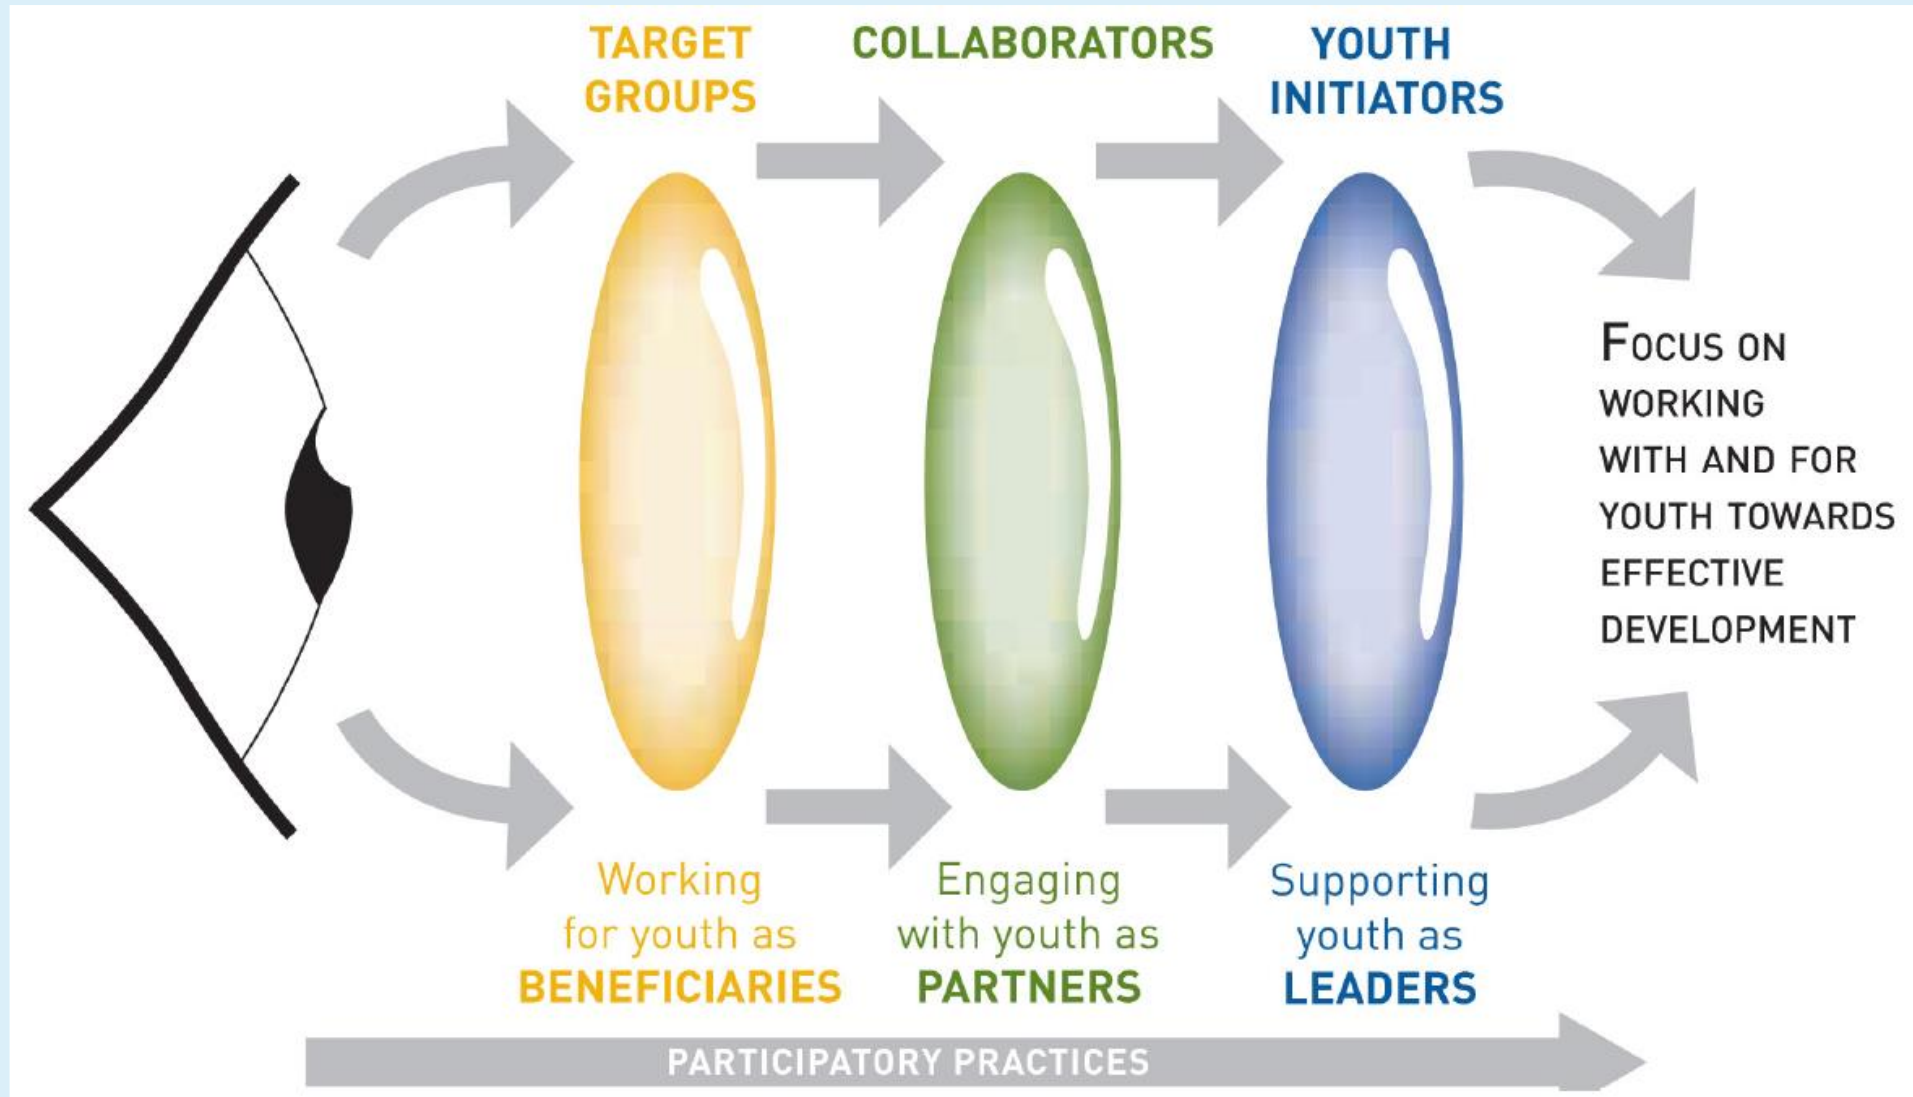 TARGET
GROUPS
COLLABORATORS
YOUTH
INITIATORS
FOCUS ON
WORKING
WITH AND FOR
YOUTH TOWARDS
EFFECTIVE
DEVELOPMENT
Working
for youth as
BENEFICIARIES
Engaging
with youth as
PARTNERS
Supporting
youth as
LEADERS
PARTICIPATORY PRACTICES